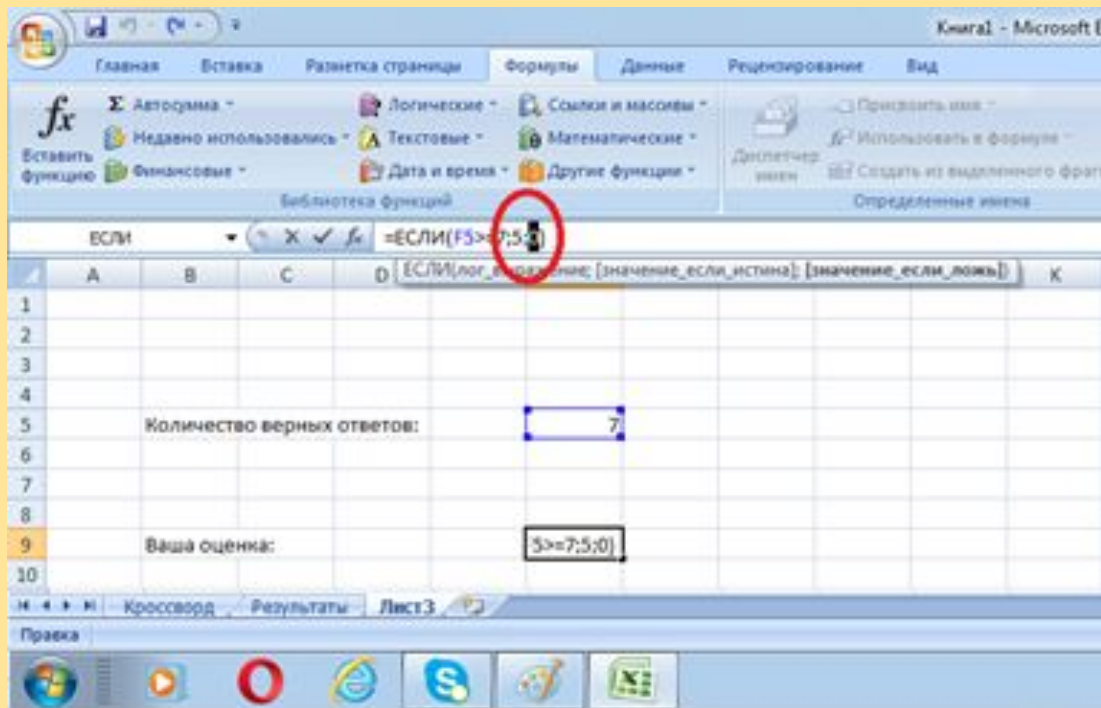 Книга1 - Microsoft E
Главная Вставка Разметка страницы Формулы Данные Рецензирование Вид
fx Σ Автосумма Логические Ссылки и массивы Присвоить имя
Недавно использовались Текстовые Математические Использовать в формуле
Вставить функцию Финансовые Дата и время Другие функции Диспетчер имен Создать из выделенного фраг
Библиотека функций Определенные имена
ЕСЛИ fx =ЕСЛИ(F5>=7;5;0)
ЕСЛИ(лог_выражение; [значение_если_истина]; [значение_если_ложь])
A B C D K
1
2
3
4
5 Количество верных ответов: 7
6
7
8
9 Ваша оценка: 5>=7;5;0)
10
Кроссворд Результаты Лист3
Правка